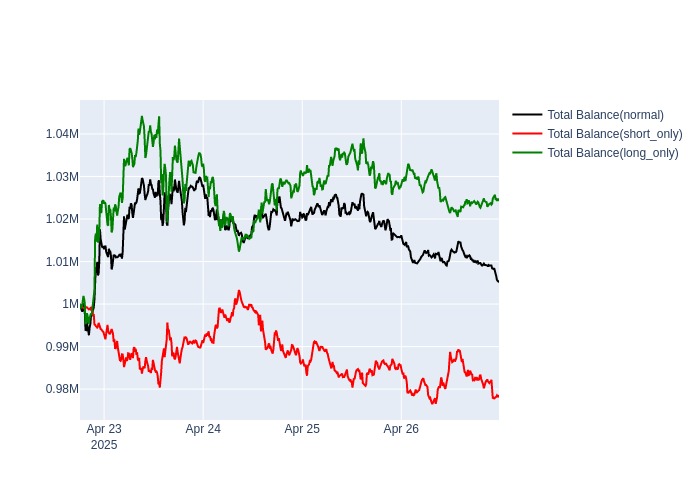 Total Balance(normal)
Total Balance(short_only)
Total Balance(long_only)
1.04M
1.03M
1.02M
1.01M
1M
0.99M
0.98M
Apr 23
2025
Apr 24
Apr 25
Apr 26